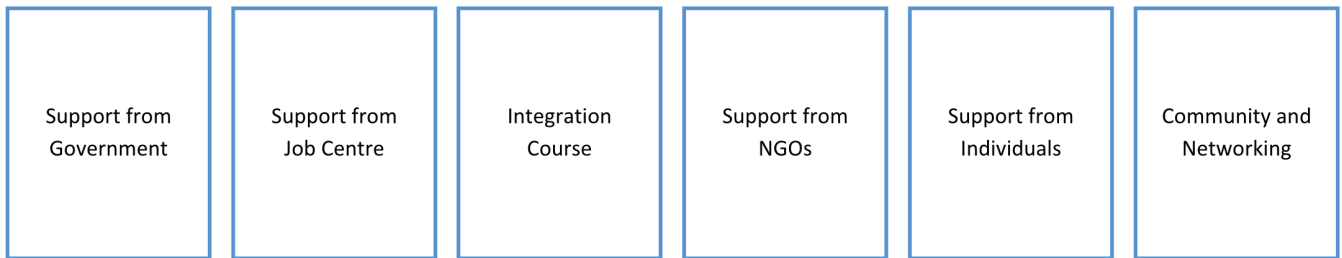 Support from
Government
Support from
Job Centre
Integration
Course
Support from
NGOs
Support from
Individuals
Community and
Networking